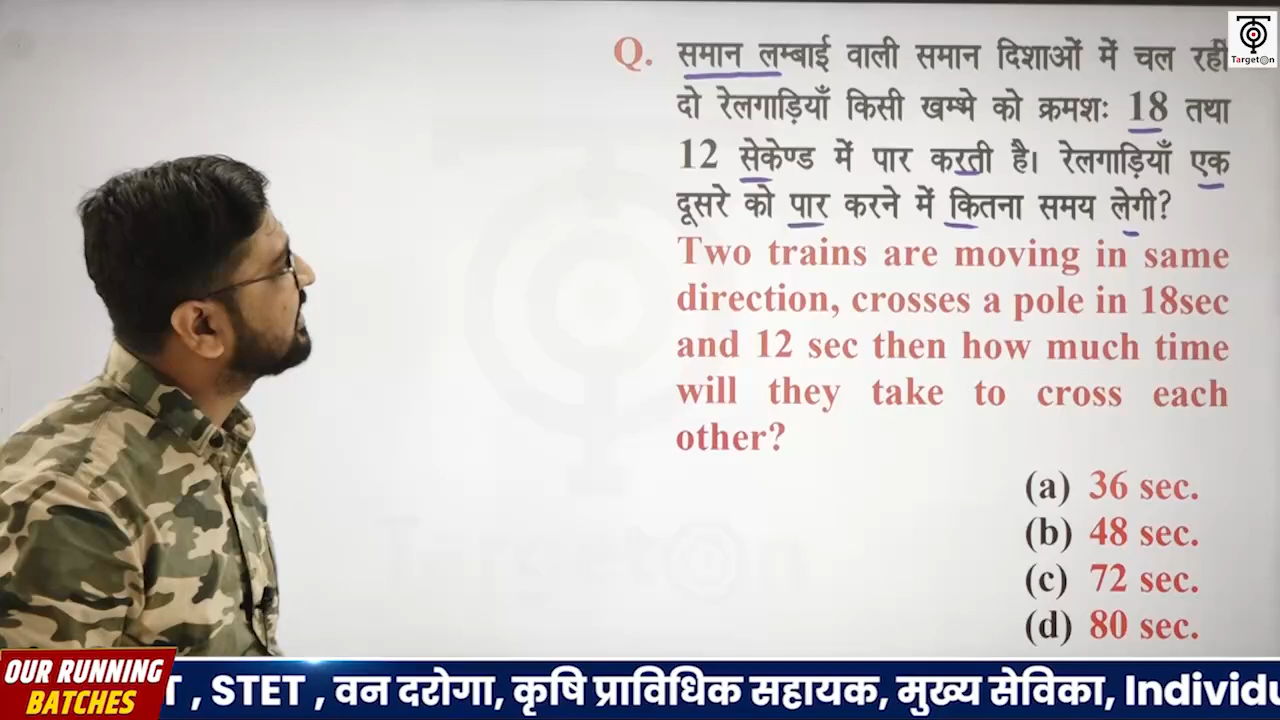 Q. समान लम्बाई वाली समान दिशाओं में चल रहीं
दो रेलगाड़ियाँ किसी खम्भे को क्रमशः 18 तथा
12 सेकेण्ड में पार करती है। रेलगाड़ियाँ एक
दूसरे को पार करने में कितना समय लेगी?
Two trains are moving in same
direction, crosses a pole in 18sec
and 12 sec then how much time
will they take to cross each
other?
(a) 36 sec.
(b) 48 sec.
(c) 72 sec.
(d) 80 sec.
TargetOn
TargetOn
OUR RUNNING
BATCHES
T , STET , वन दरोगा, कृषि प्राविधिक सहायक, मुख्य सेविका, Individu